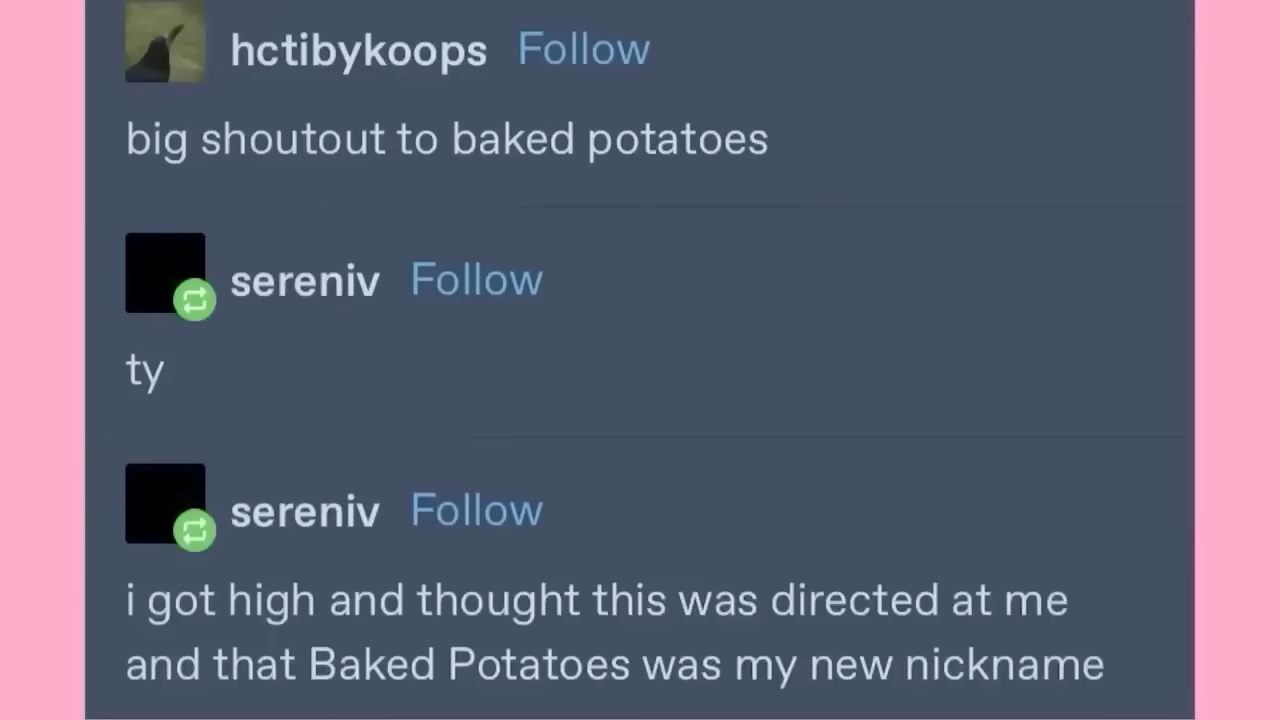 hctibykoops Follow
big shoutout to baked potatoes
sereniv Follow
ty
sereniv Follow
i got high and thought this was directed at me
and that Baked Potatoes was my new nickname